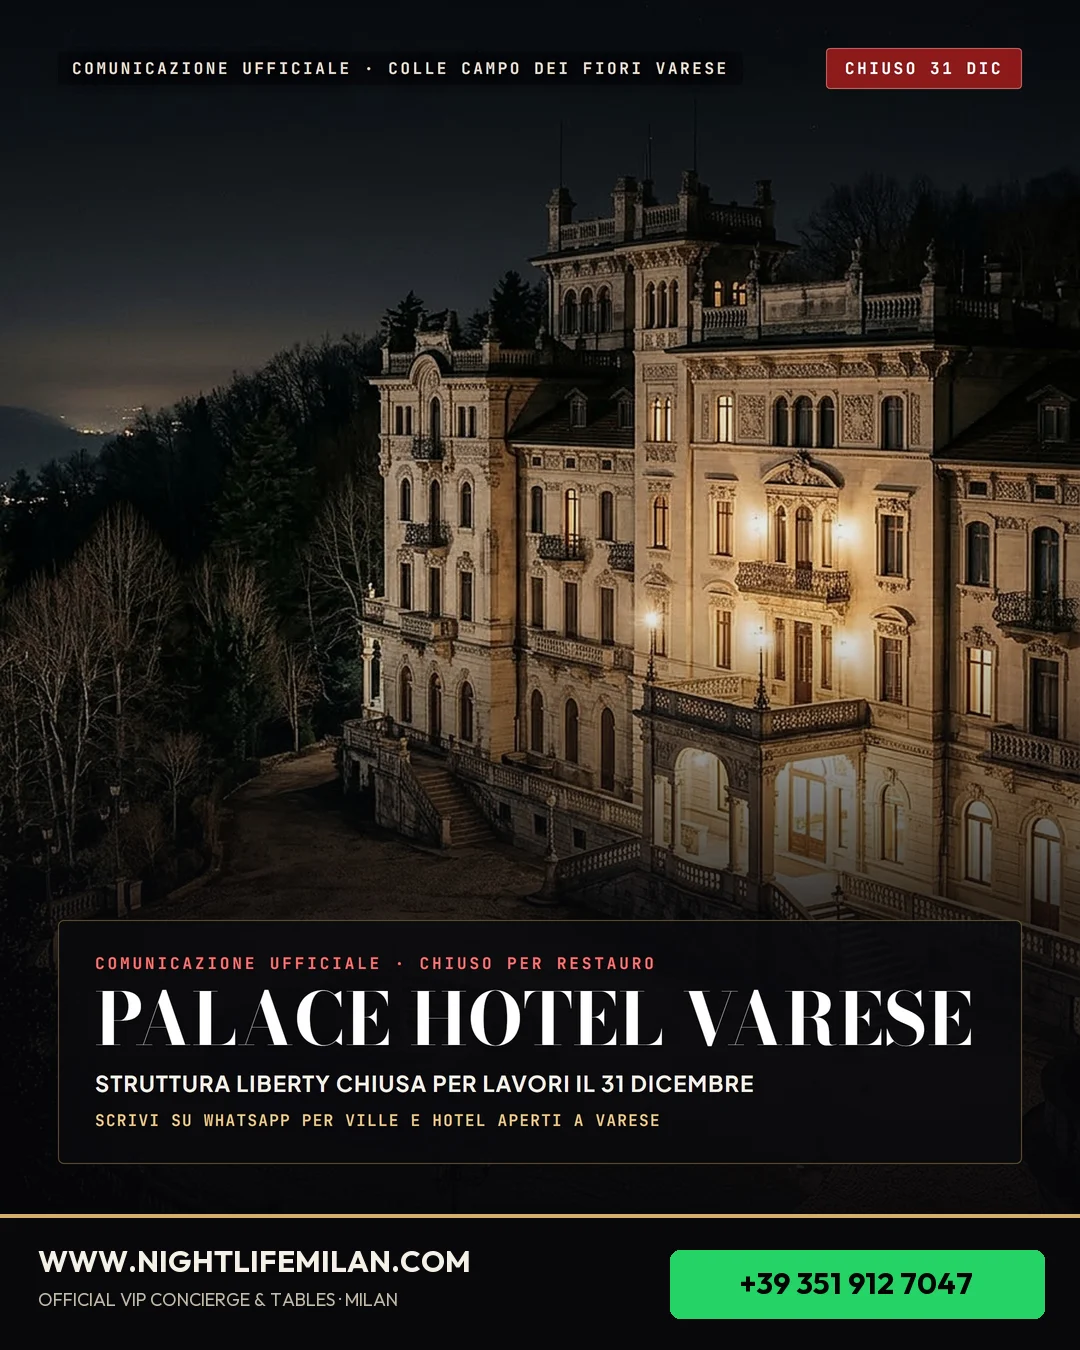 COMUNICAZIONE UFFICIALE · COLLE CAMPO DEI FIORI VARESE
CHIUSO 31 DIC
COMUNICAZIONE UFFICIALE · CHIUSO PER RESTAURO
PALACE HOTEL VARESE
STRUTTURA LIBERTY CHIUSA PER LAVORI IL 31 DICEMBRE
SCRIVI SU WHATSAPP PER VILLE E HOTEL APERTI A VARESE
WWW.NIGHTLIFEMILAN.COM
OFFICIAL VIP CONCIERGE & TABLES · MILAN
+39 351 912 7047